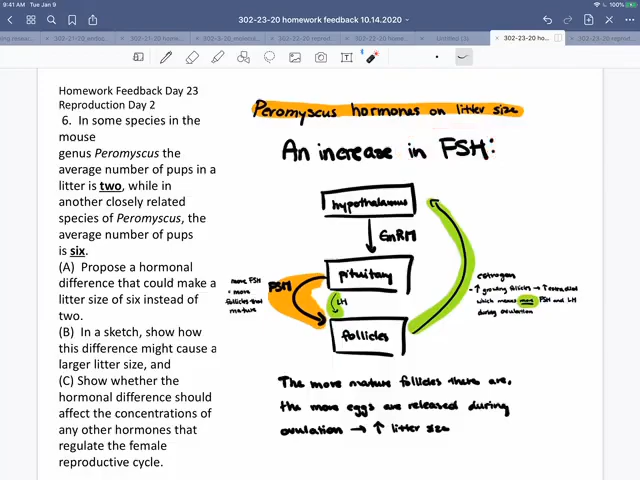 9:41 AM Tue Jan 9
100%
302-23-20 homework feedback 10.14.2020
Untitled (3)
302-23-20 ho...
Homework Feedback Day 23
Reproduction Day 2
6. In some species in the
mouse
genus Peromyscus the
average number of pups in a
litter is two, while in
another closely related
species of Peromyscus, the
average number of pups
is six.
(A) Propose a hormonal
difference that could make a
litter size of six instead of
two.
(B) In a sketch, show how
this difference might cause a
larger litter size, and
(C) Show whether the
hormonal difference should
affect the concentrations of
any other hormones that
regulate the female
reproductive cycle.
Peromyscus hormones on litter size
An increase in FSH:
hypothalamus
GnRH
pituitary
FSH
LH
more FSH
= more
follicles that
mature
follicles
estrogen
- ↑ growing follicles → ↑ estradiol
which means more FSH and LH
during ovulation
The more mature follicles there are,
the more eggs are released during
ovulation → ↑ litter size